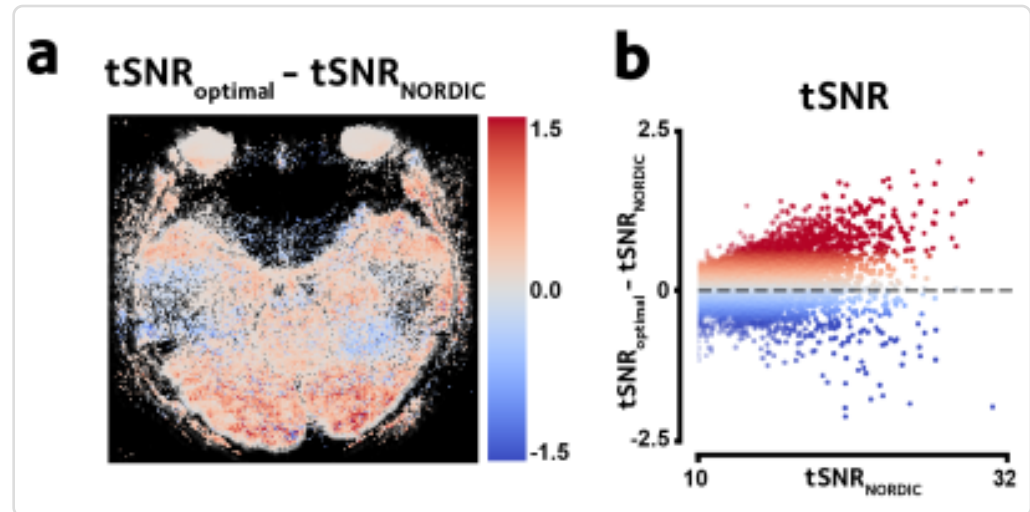 a
tSNRoptimal - tSNRNORDIC
1.5
0.0
-1.5
b
tSNR
2.5
0
-2.5
tSNRoptimal - tSNRNORDIC
10
32
tSNRNORDIC